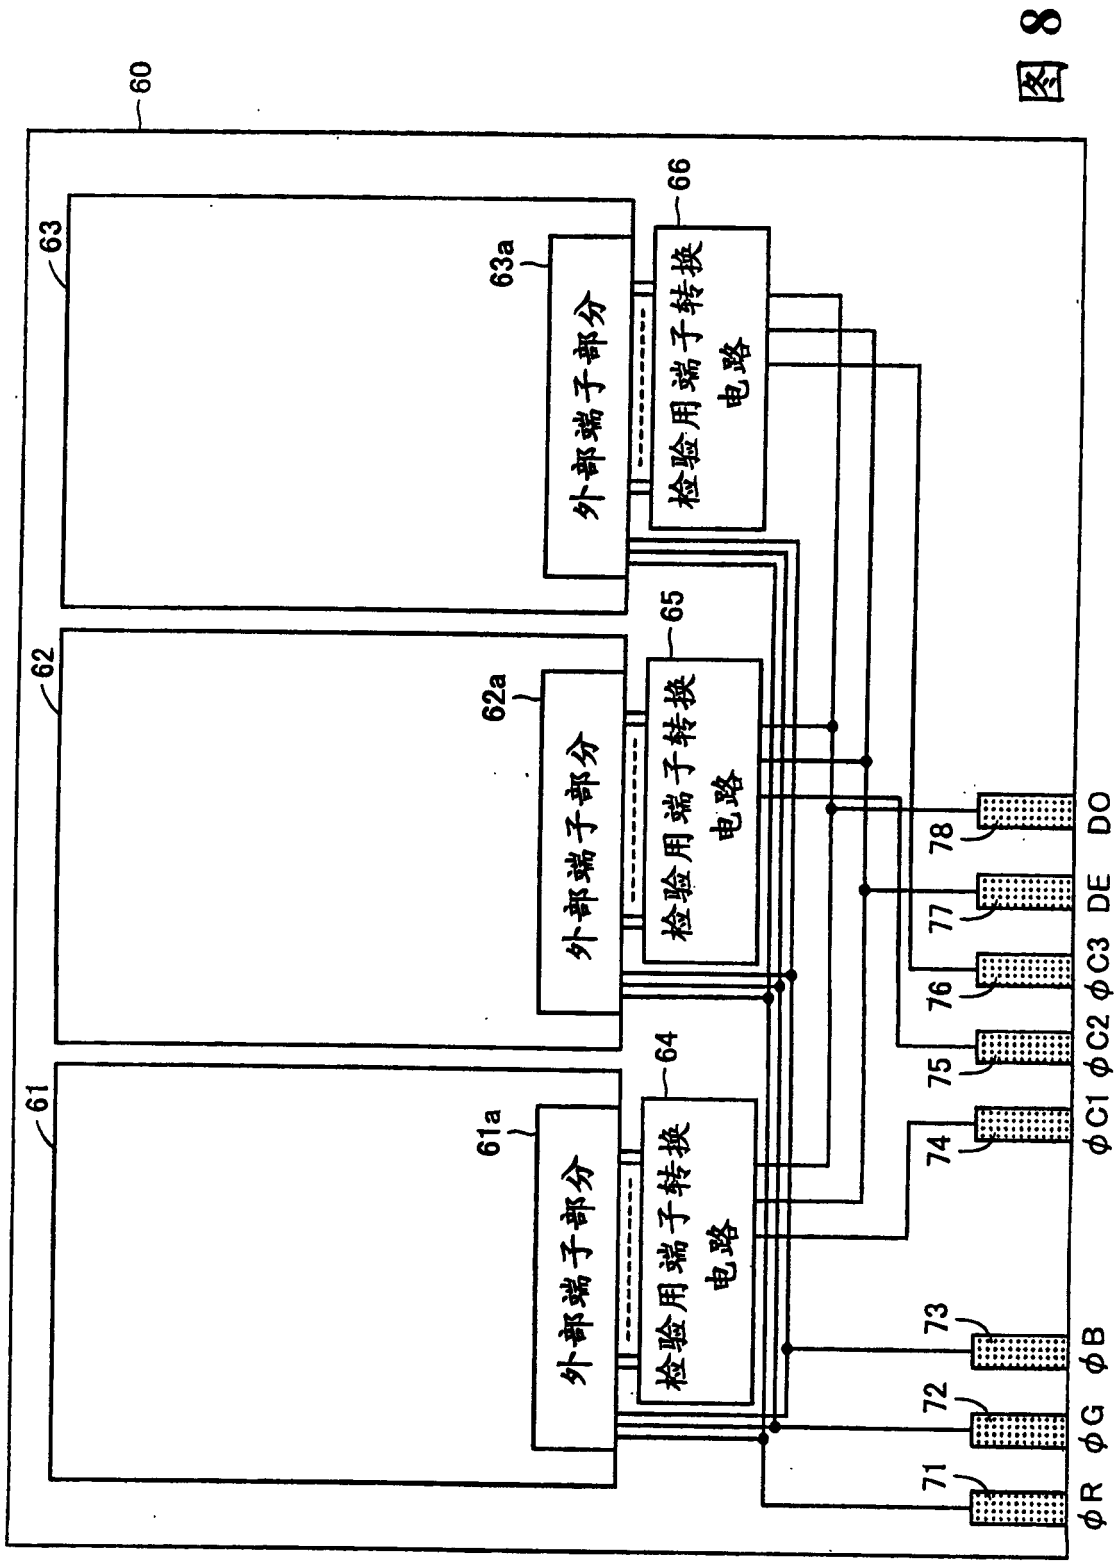 60
61
62
63
61a
62a
63a
外部端子部分
外部端子部分
外部端子部分
64
65
66
检验用端子转换
电路
检验用端子转换
电路
检验用端子转换
电路
71
72
73
74
75
76
77
78
φR
φG
φB
φC1
φC2
φC3
DE
DO
图 8